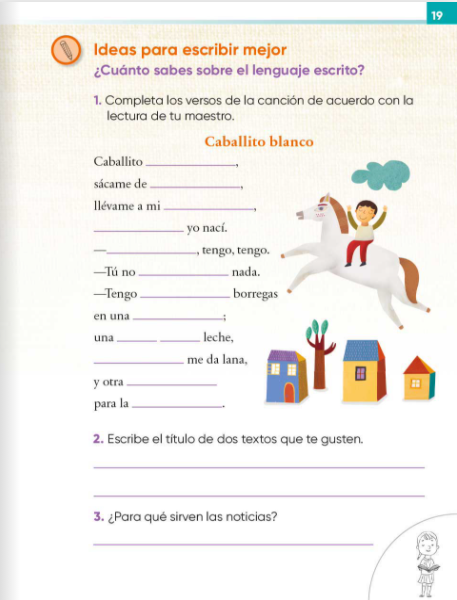 19
Ideas para escribir mejor
¿Cuánto sabes sobre el lenguaje escrito?
1. Completa los versos de la canción de acuerdo con la
lectura de tu maestro.
Caballito blanco
Caballito ____________,
sácame de ____________,
llévame a mi ____________,
____________ yo nací.
—____________, tengo, tengo.
—Tú no ____________ nada.
—Tengo ____________ borregas
en una ____________;
una ______ ______ leche,
____________ me da lana,
y otra ____________
para la ____________.
2. Escribe el título de dos textos que te gusten.
3. ¿Para qué sirven las noticias?